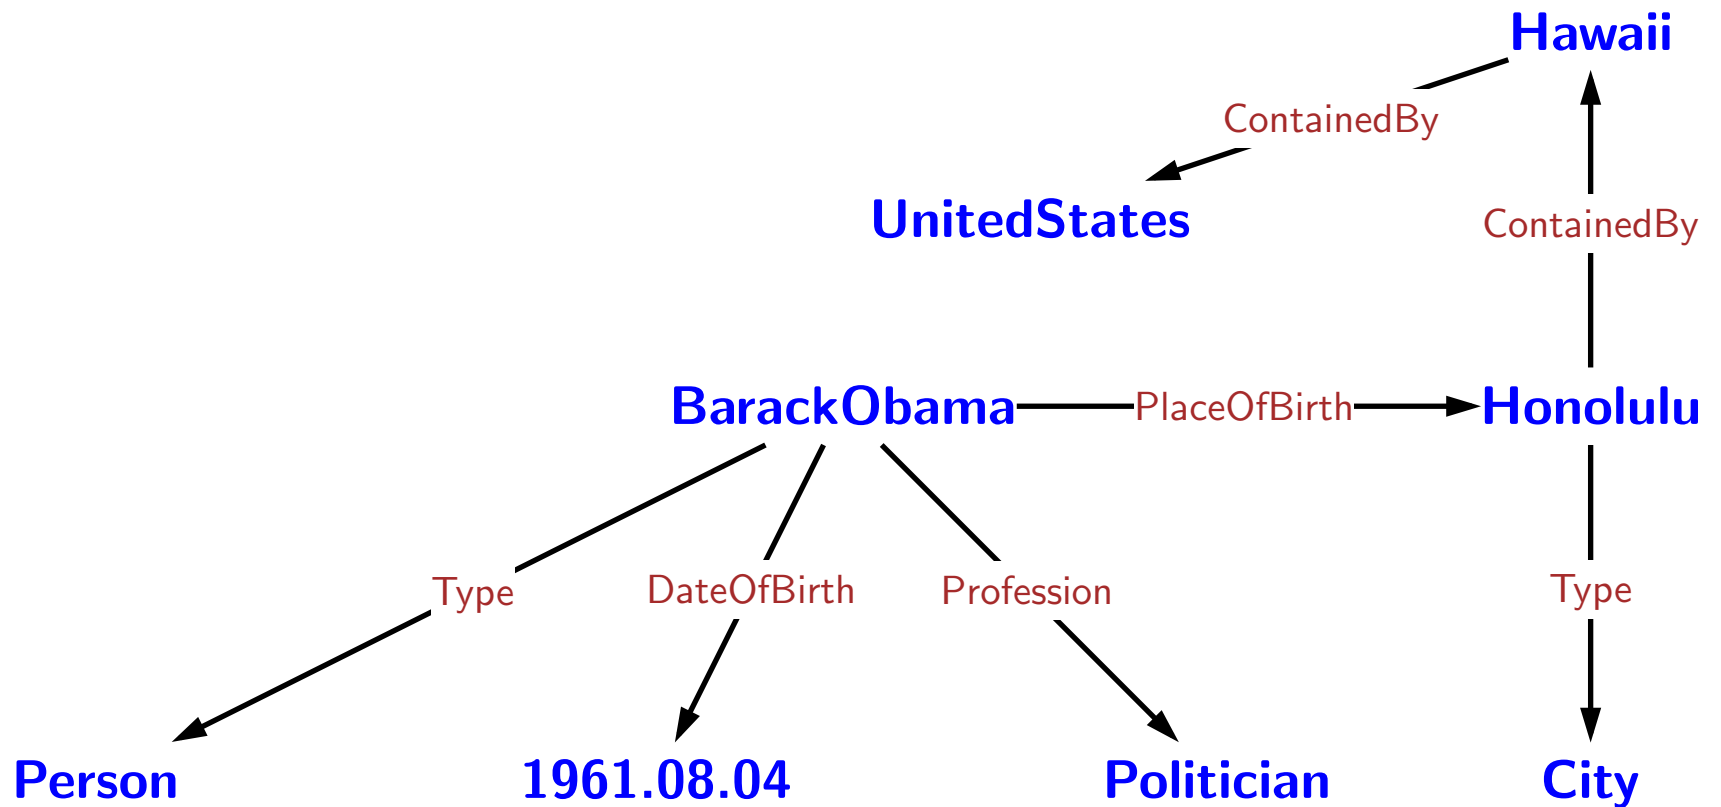 Hawaii
ContainedBy
UnitedStates
ContainedBy
BarackObama
PlaceOfBirth
Honolulu
Type
DateOfBirth
Profession
Type
Person
1961.08.04
Politician
City